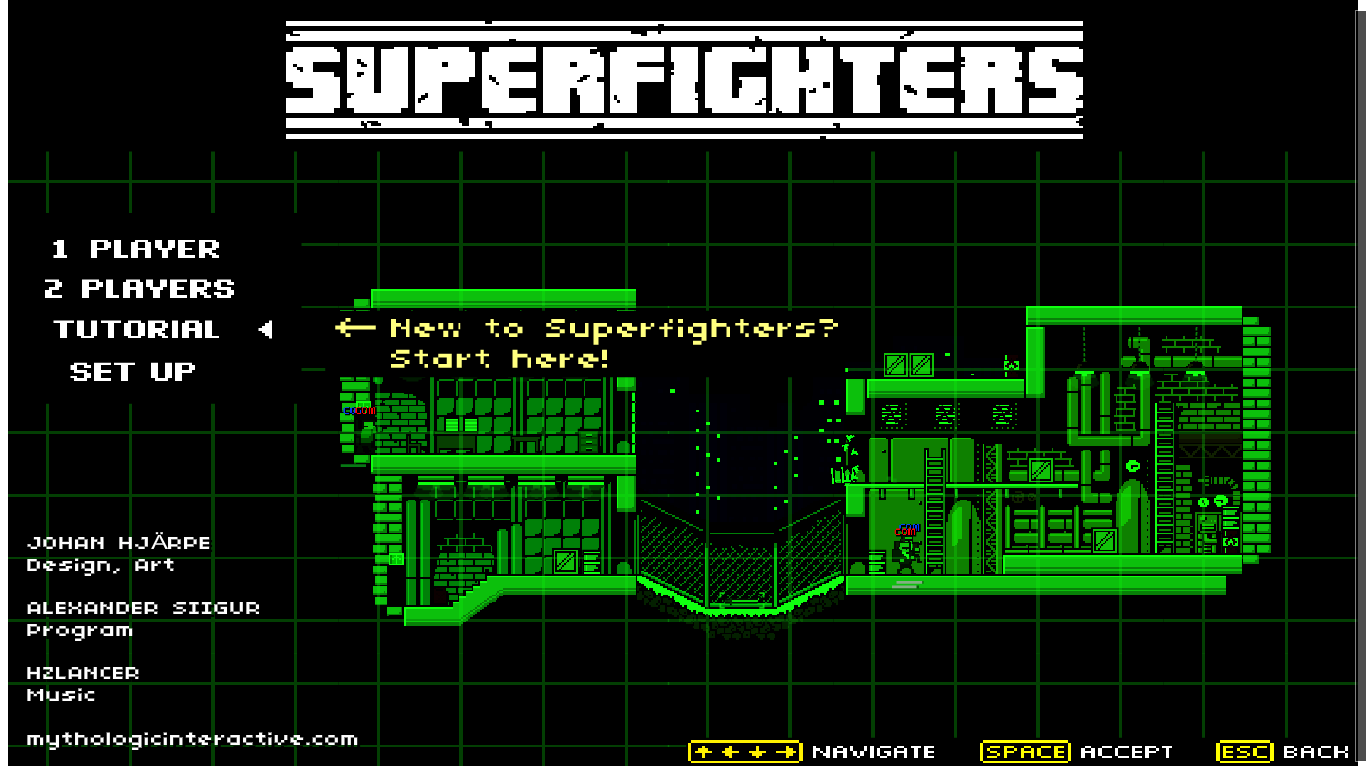 SUPERFIGHTERS
1 PLAYER
2 PLAYERS
TUTORIAL
SET UP
New to Superfighters?
Start here!
JOHAN HJÄRPE
Design, Art
ALEXANDER SIIGUR
Program
HZLANCER
Music
mythologicinteractive.com
NAVIGATE
SPACE ACCEPT
ESC BACK